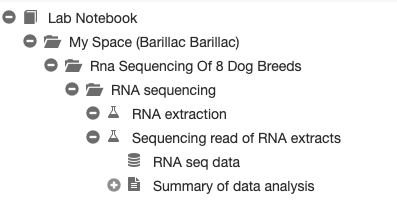 Lab Notebook
My Space (Barillac Barillac)
Rna Sequencing Of 8 Dog Breeds
RNA sequencing
RNA extraction
Sequencing read of RNA extracts
RNA seq data
Summary of data analysis